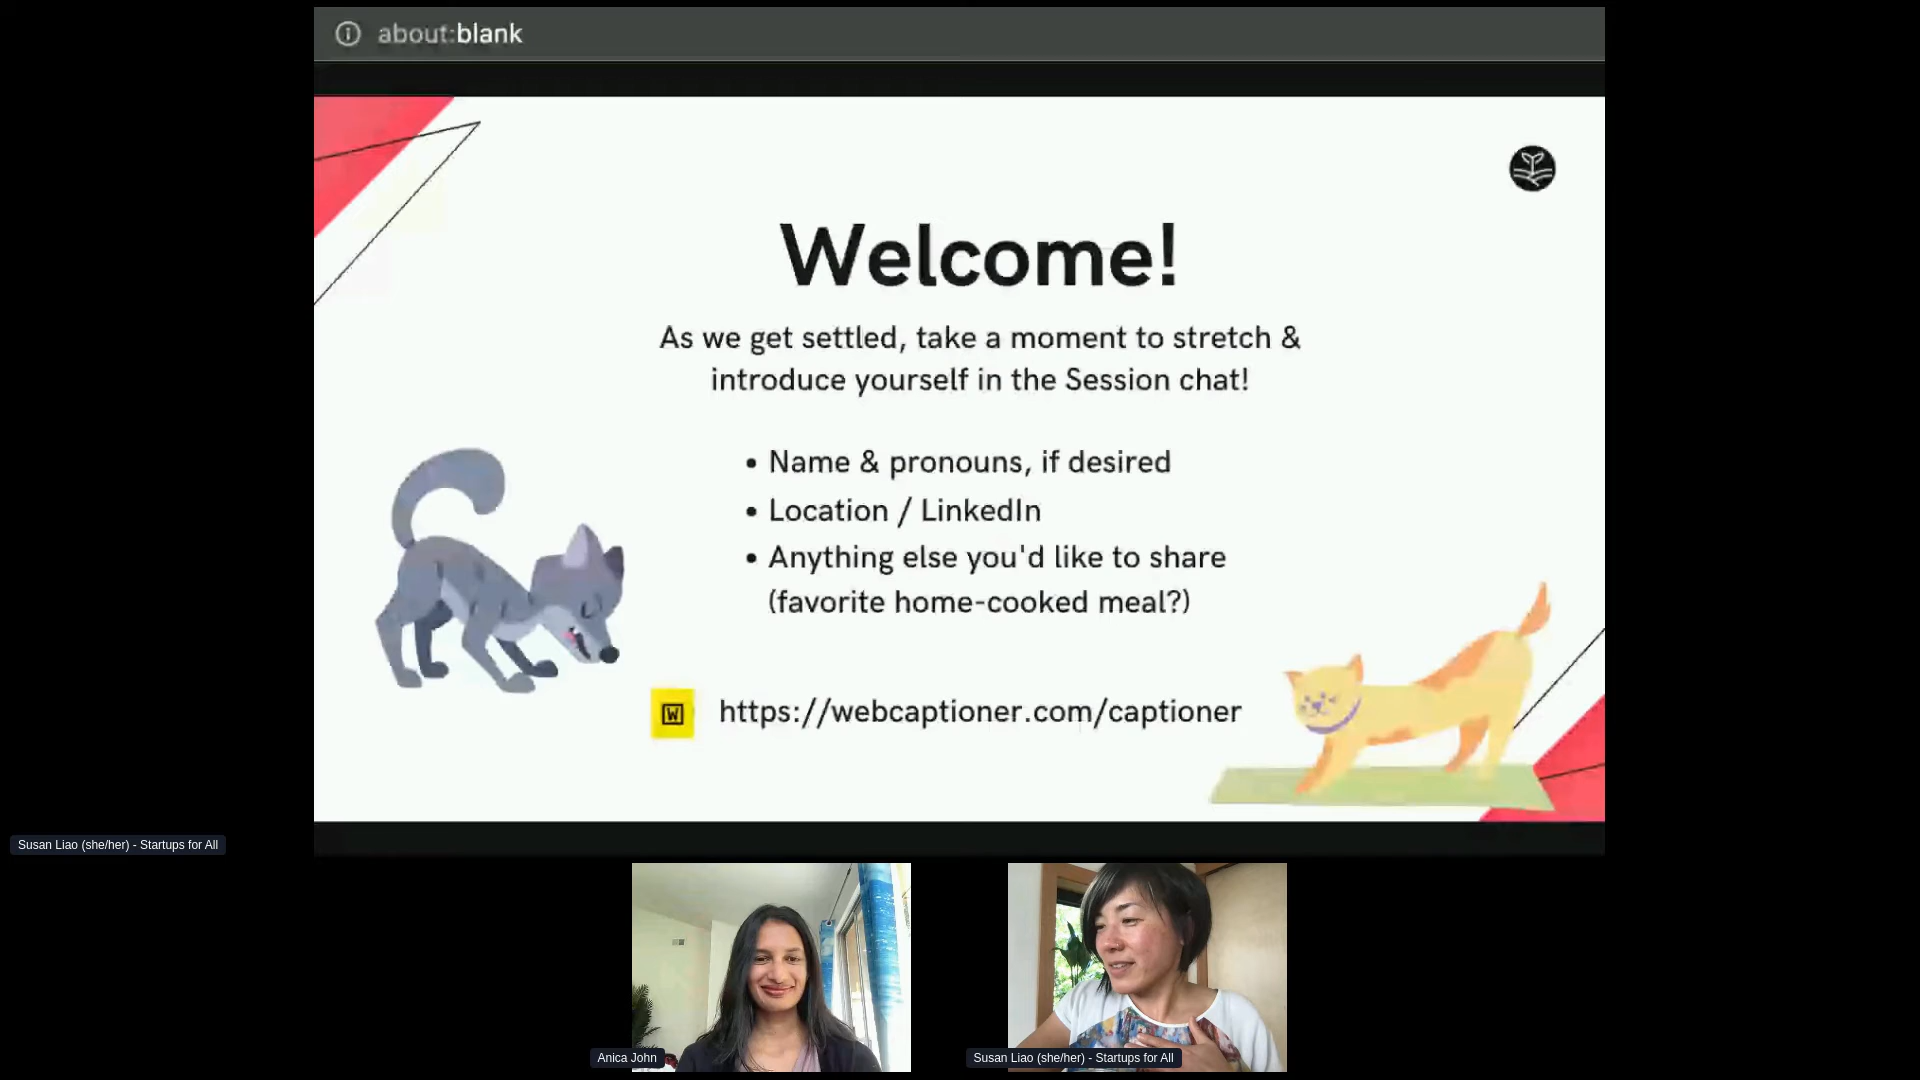 about:blank
Welcome!
As we get settled, take a moment to stretch &
introduce yourself in the Session chat!
• Name & pronouns, if desired
• Location / LinkedIn
• Anything else you'd like to share
(favorite home-cooked meal?)
W
https://webcaptioner.com/captioner
Susan Liao (she/her) - Startups for All
Anica John
Susan Liao (she/her) - Startups for All